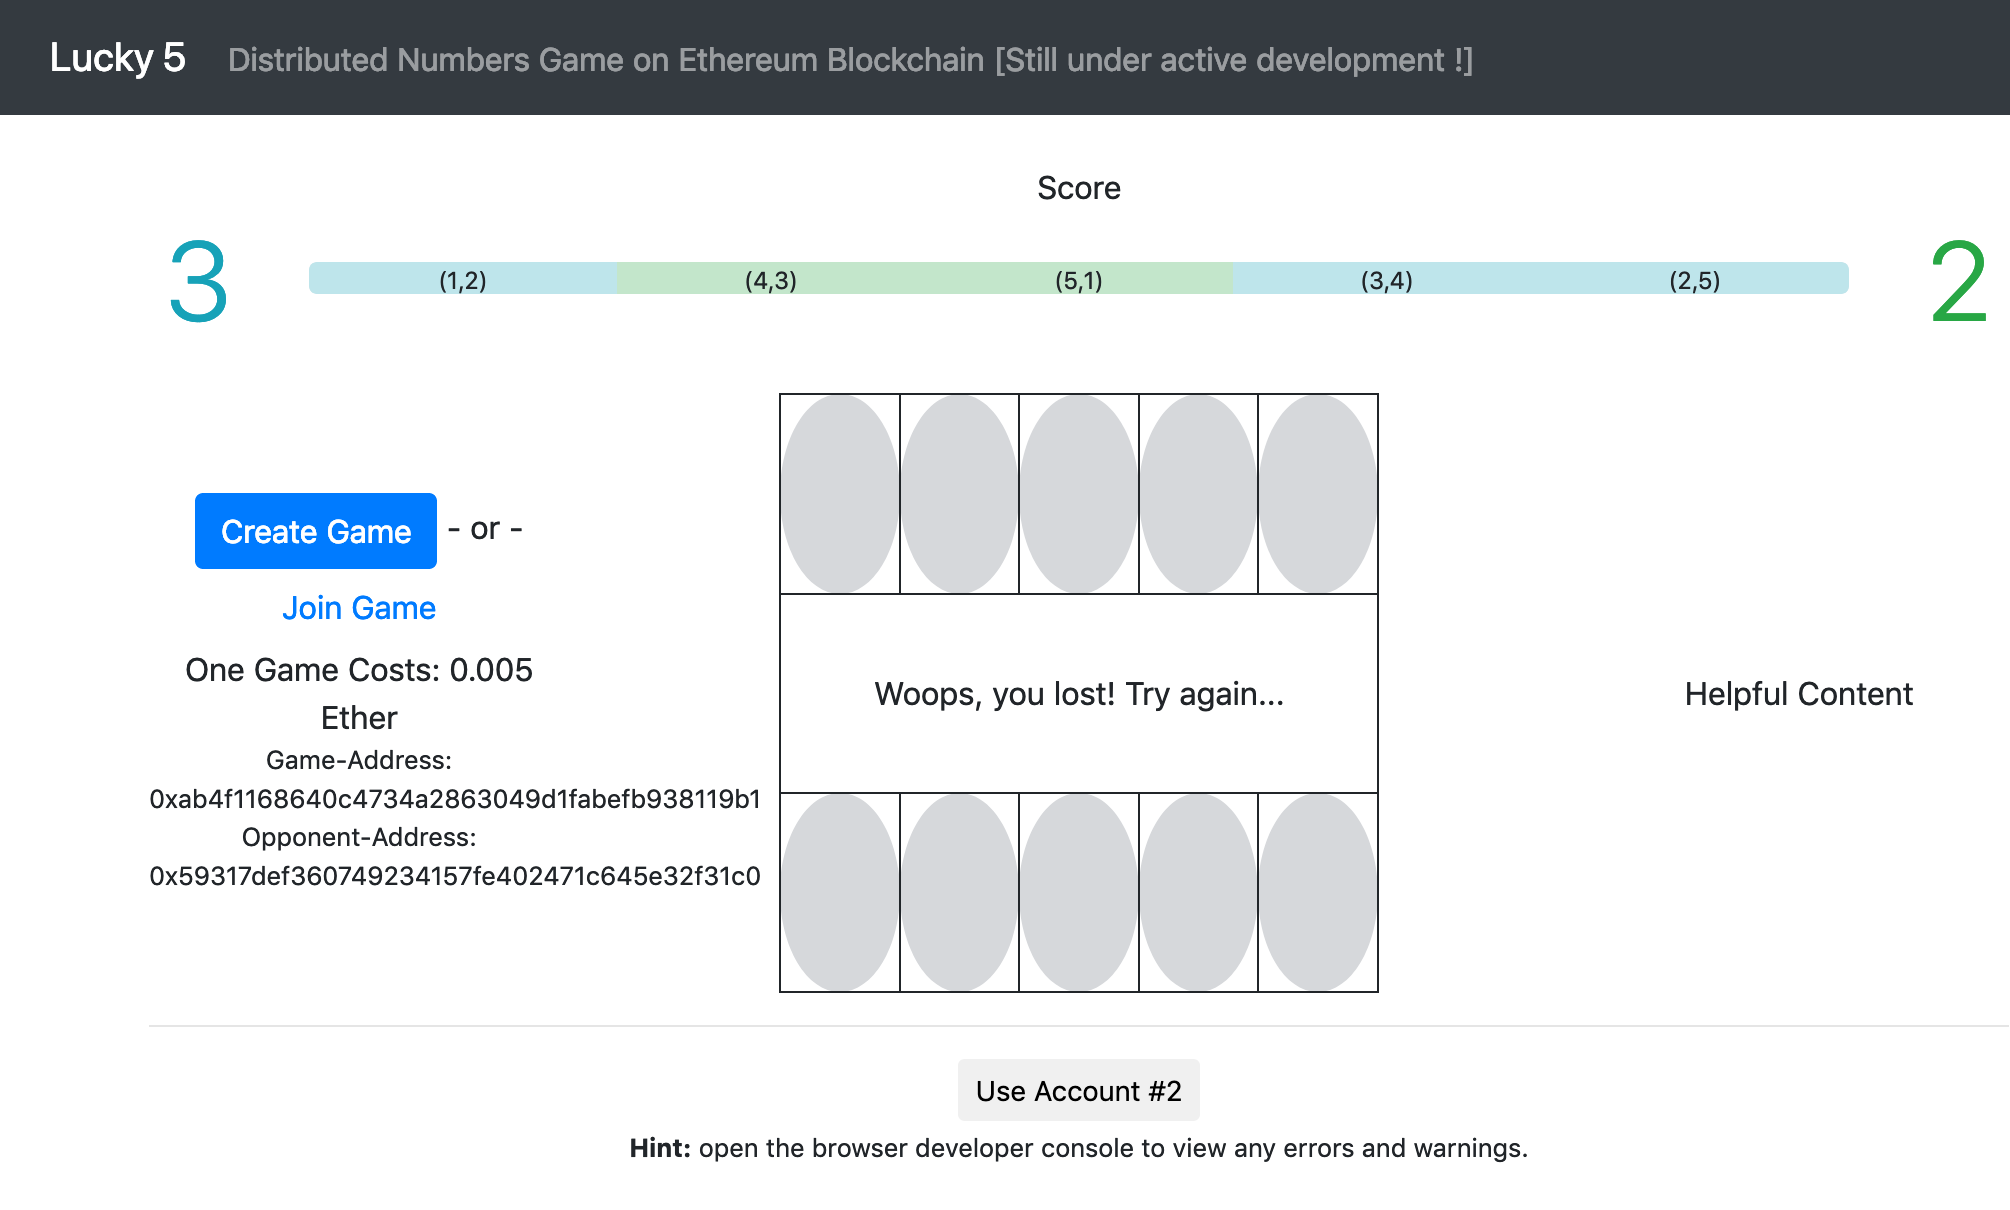 Lucky 5 Distributed Numbers Game on Ethereum Blockchain [Still under active development !]
Score
3 (1,2) (4,3) (5,1) (3,4) (2,5) 2
Create Game - or -
Join Game
One Game Costs: 0.005
Ether
Game-Address:
0xab4f1168640c4734a2863049d1fabefb938119b1
Opponent-Address:
0x59317def360749234157fe402471c645e32f31c0
Woops, you lost! Try again...
Helpful Content
Use Account #2
Hint: open the browser developer console to view any errors and warnings.